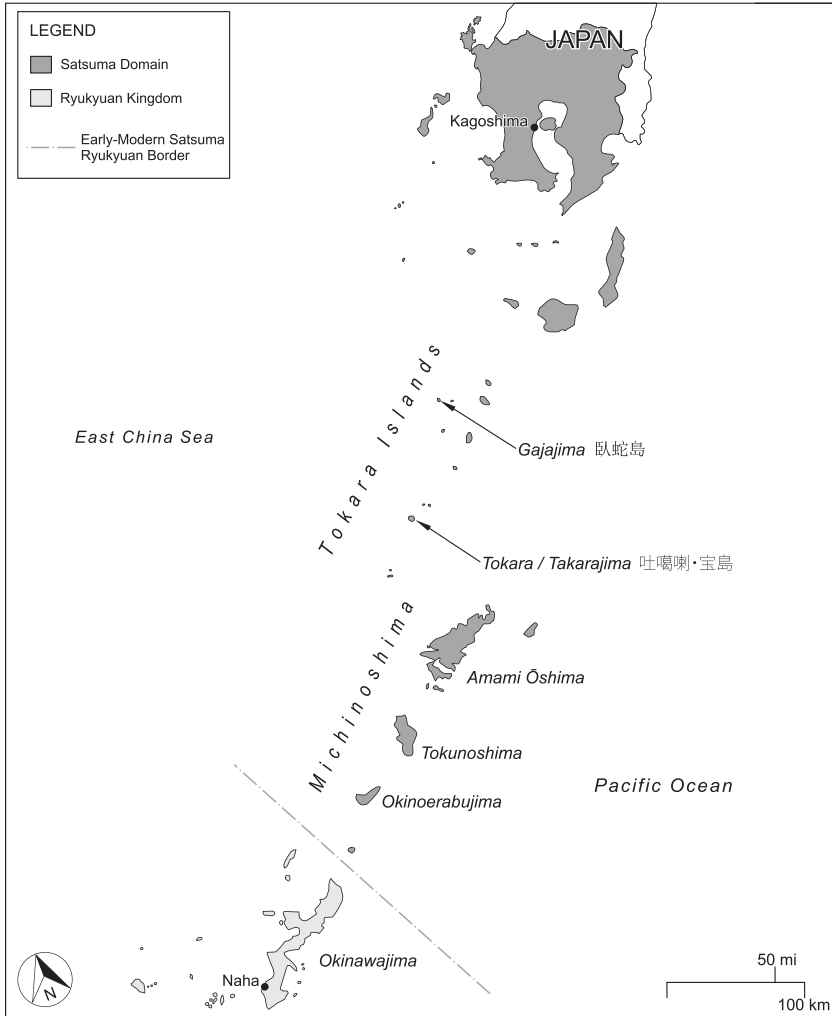 LEGEND
Satsuma Domain
Ryukyuan Kingdom
Early-Modern Satsuma
Ryukyuan Border
JAPAN
Kagoshima
Tokara Islands
East China Sea
Gajajima 臥蛇島
Tokara / Takarajima 吐噶喇・宝島
Michinoshima
Amami Ōshima
Tokunoshima
Pacific Ocean
Okinoerabujima
Okinawajima
Naha
N
50 mi
100 km